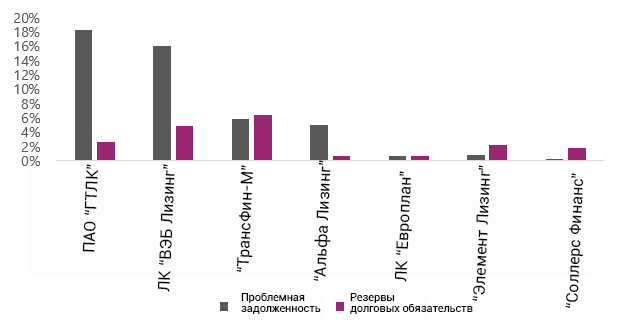 20%
18%
16%
14%
12%
10%
8%
6%
4%
2%
0%
ПАО “ГТЛК”
ЛК “ВЭБ Лизинг”
“ТрансФин-М”
“Альфа Лизинг”
ЛК “Европлан”
“Элемент Лизинг”
“Соллерс Финанс”
Проблемная
задолженность
Резервы
долговых обязательств